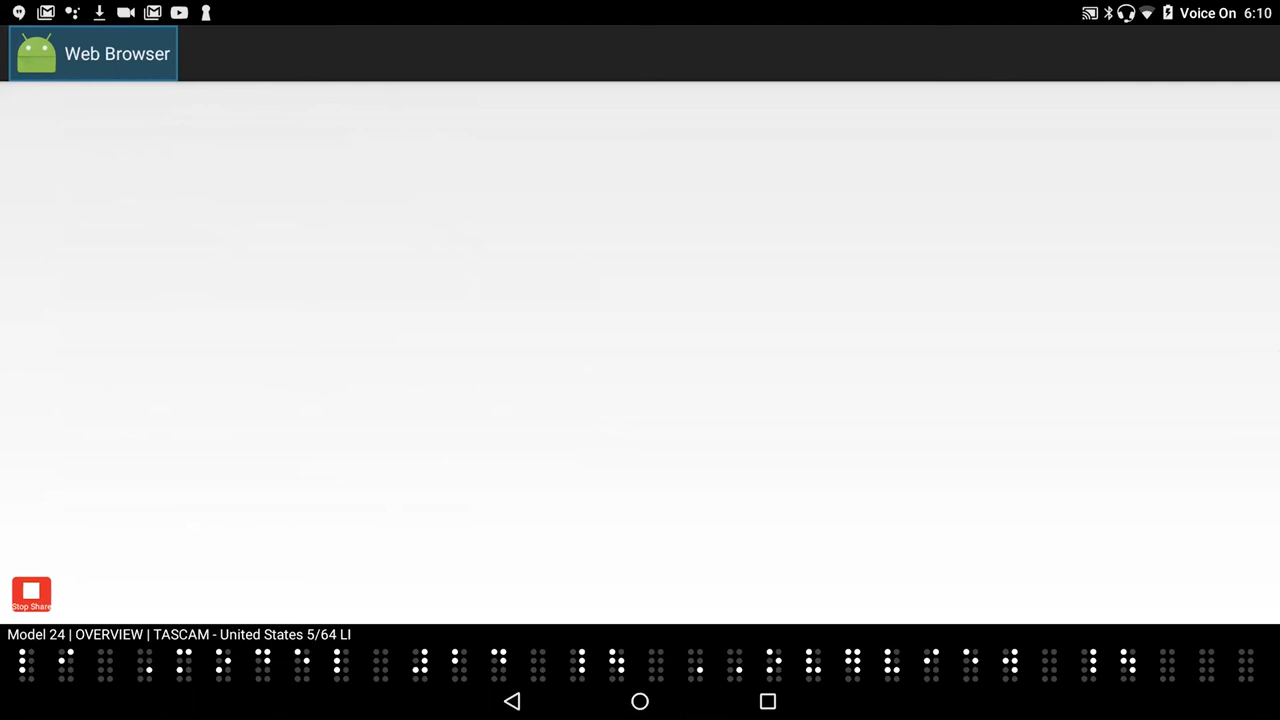 Voice On 6:10
Web Browser
Stop Share
Model 24 | OVERVIEW | TASCAM - United States 5/64 LI